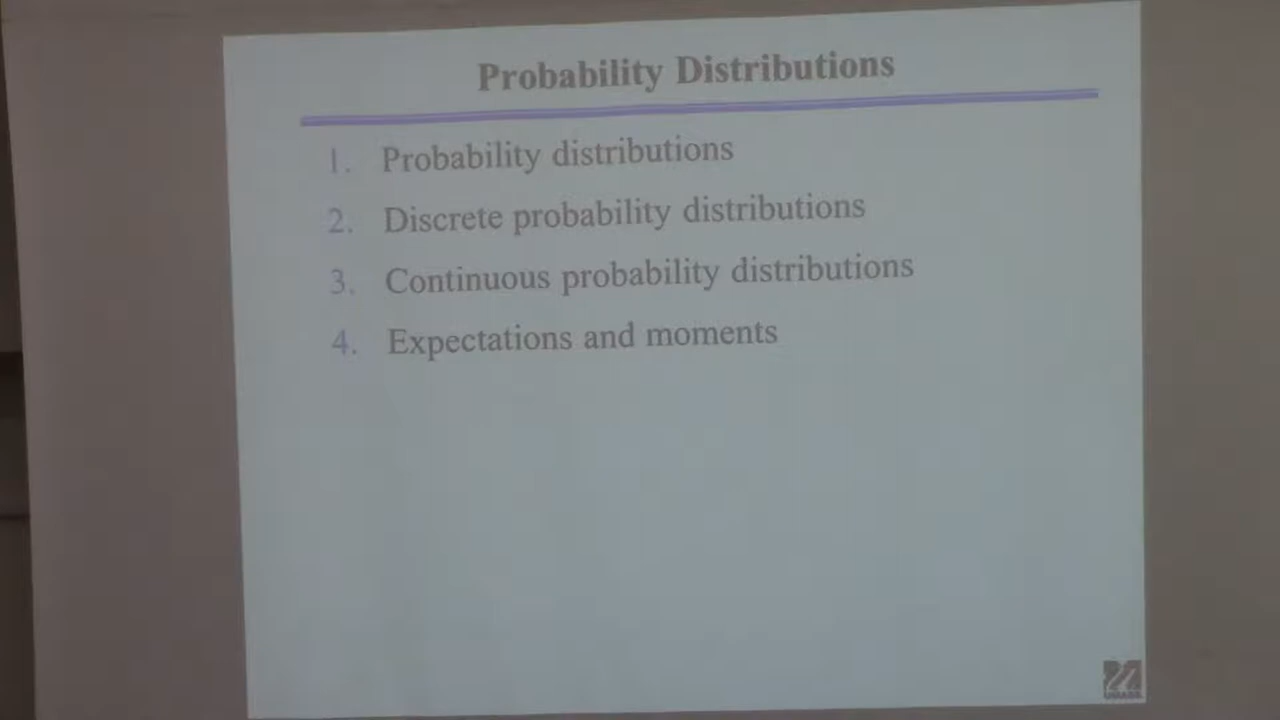 Probability Distributions
1. Probability distributions
2. Discrete probability distributions
3. Continuous probability distributions
4. Expectations and moments